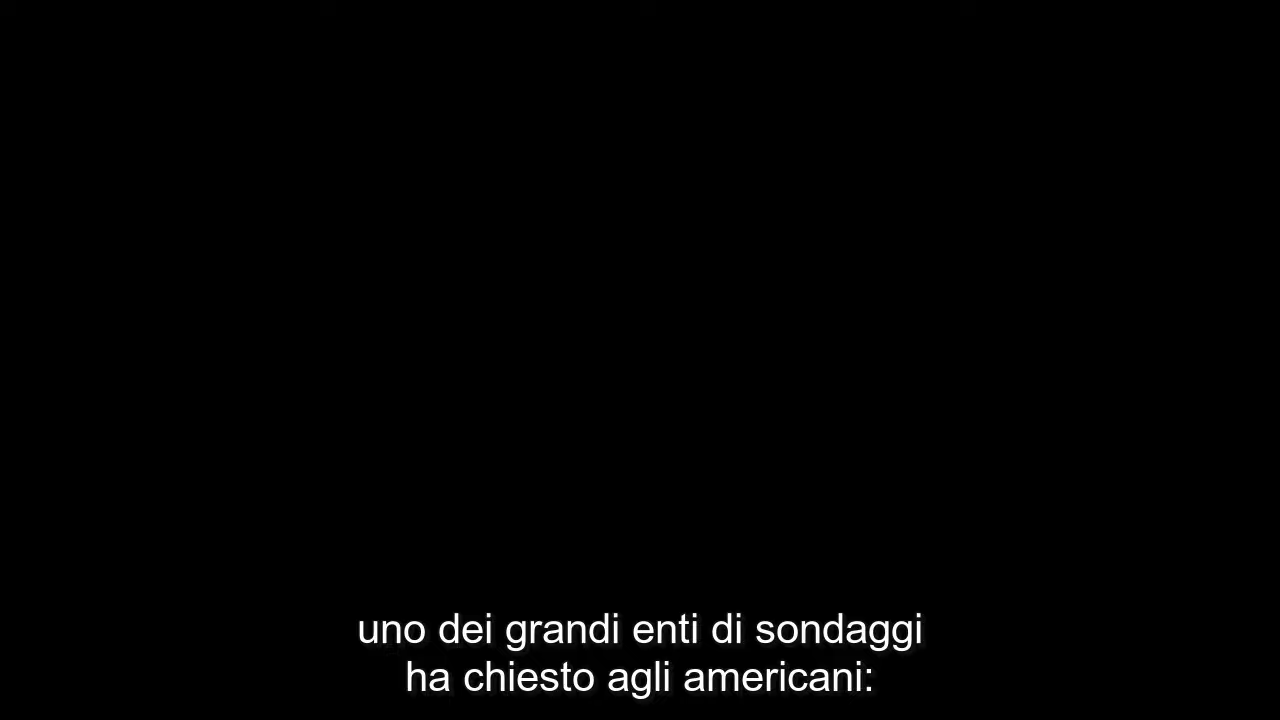 uno dei grandi enti di sondaggi
ha chiesto agli americani: